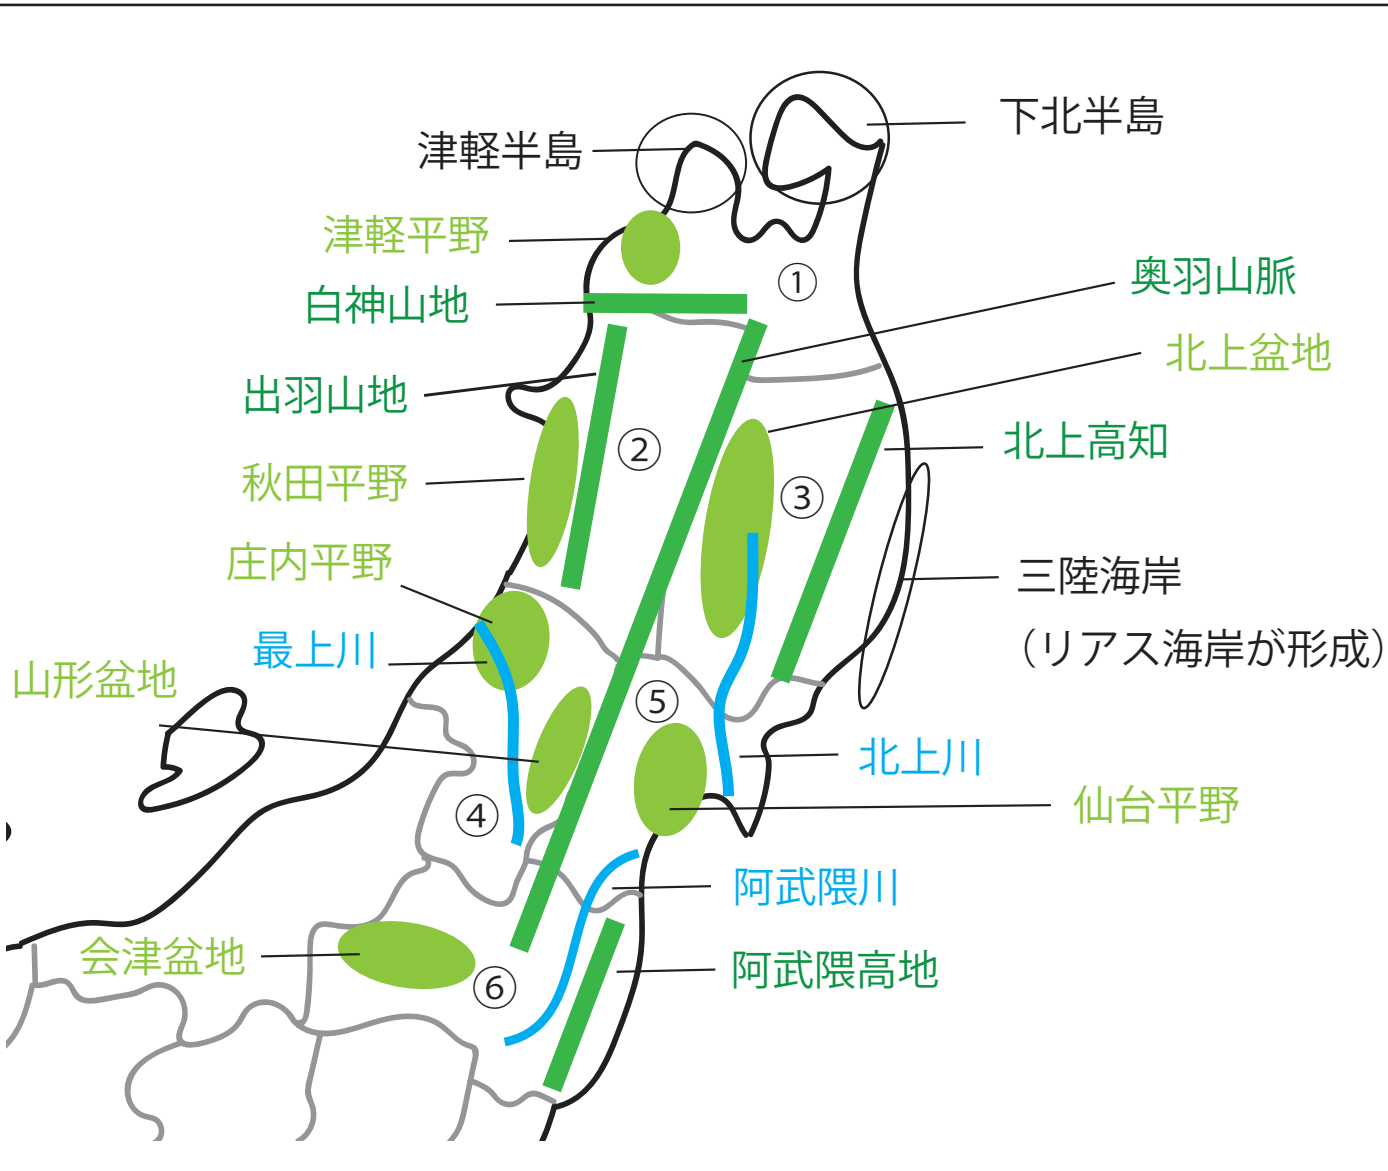 下北半島
津軽半島
津軽平野
奥羽山脈
①
白神山地
北上盆地
出羽山地
北上高知
②
秋田平野
③
庄内平野
三陸海岸
（リアス海岸が形成）
最上川
山形盆地
⑤
北上川
仙台平野
④
阿武隈川
会津盆地
阿武隈高地
⑥